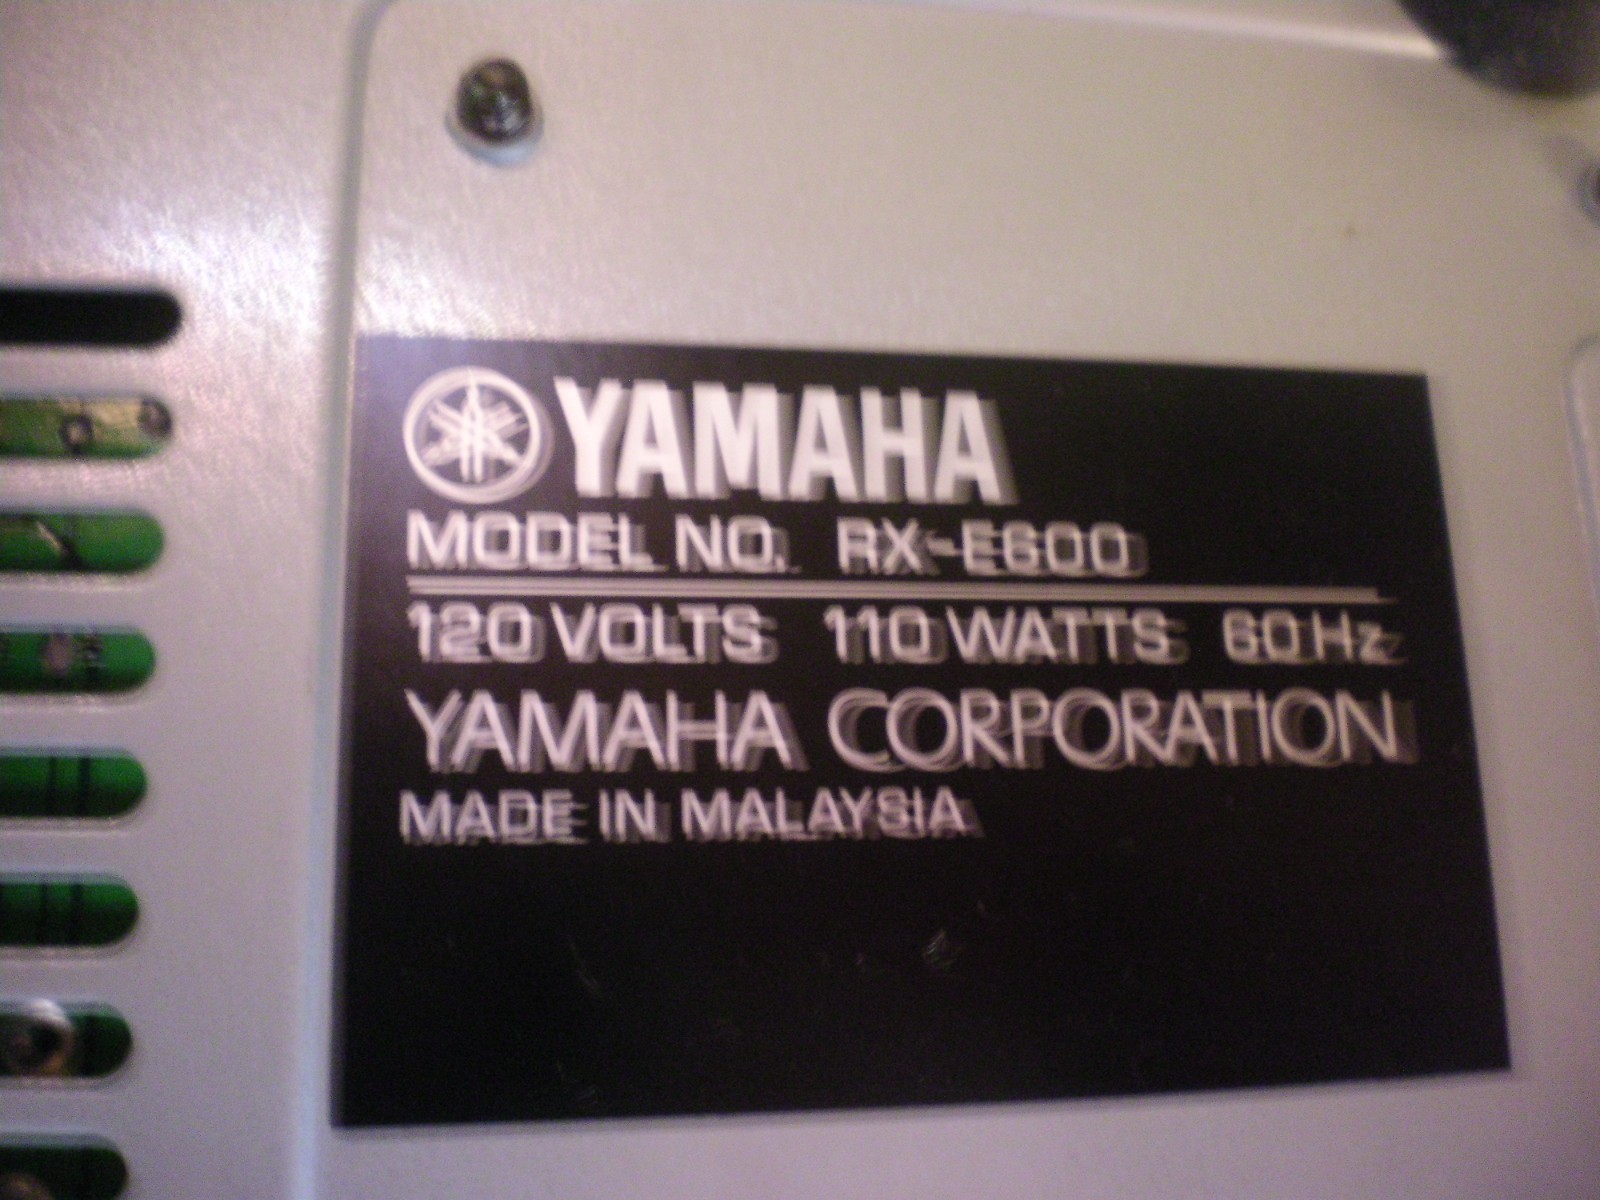 YAMAHA
MODEL NO. RX-E600
120 VOLTS 110 WATTS 60 Hz
YAMAHA CORPORATION
MADE IN MALAYSIA